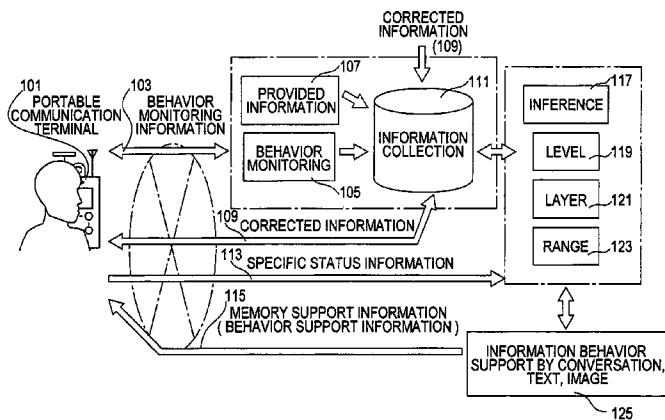 CORRECTED
INFORMATION
(109)
101
103
107
111
117
PORTABLE
COMMUNICATION
TERMINAL
BEHAVIOR
MONITORING
INFORMATION
PROVIDED
INFORMATION
BEHAVIOR
MONITORING
105
INFORMATION
COLLECTION
INFERENCE
LEVEL
119
LAYER
121
RANGE
123
109
CORRECTED INFORMATION
113
SPECIFIC STATUS INFORMATION
115
MEMORY SUPPORT INFORMATION
( BEHAVIOR SUPPORT INFORMATION )
INFORMATION BEHAVIOR
SUPPORT BY CONVERSATION,
TEXT, IMAGE
125